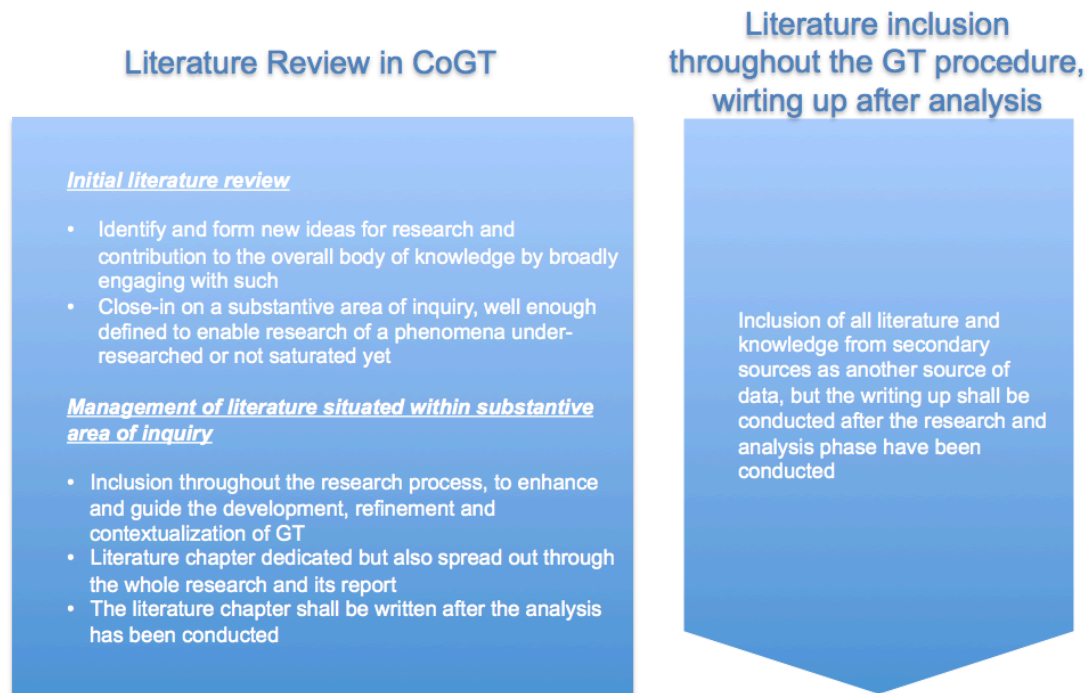 Literature Review in CoGT
Initial literature review
• Identify and form new ideas for research and
contribution to the overall body of knowledge by broadly
engaging with such
• Close-in on a substantive area of inquiry, well enough
defined to enable research of a phenomena under-
researched or not saturated yet
Management of literature situated within substantive
area of inquiry
• Inclusion throughout the research process, to enhance
and guide the development, refinement and
contextualization of GT
• Literature chapter dedicated but also spread out through
the whole research and its report
• The literature chapter shall be written after the analysis
has been conducted
Literature inclusion
throughout the GT procedure,
wirting up after analysis
Inclusion of all literature and
knowledge from secondary
sources as another source of
data, but the writing up shall be
conducted after the research and
analysis phase have been
conducted